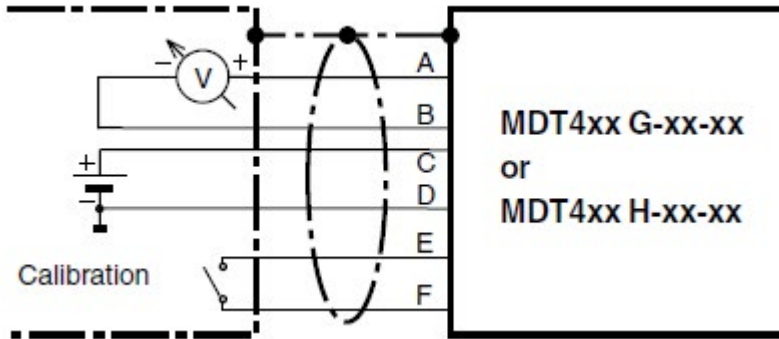 − V + A
B
+ C
− D
E
Calibration
F
MDT4xx G-xx-xx
or
MDT4xx H-xx-xx